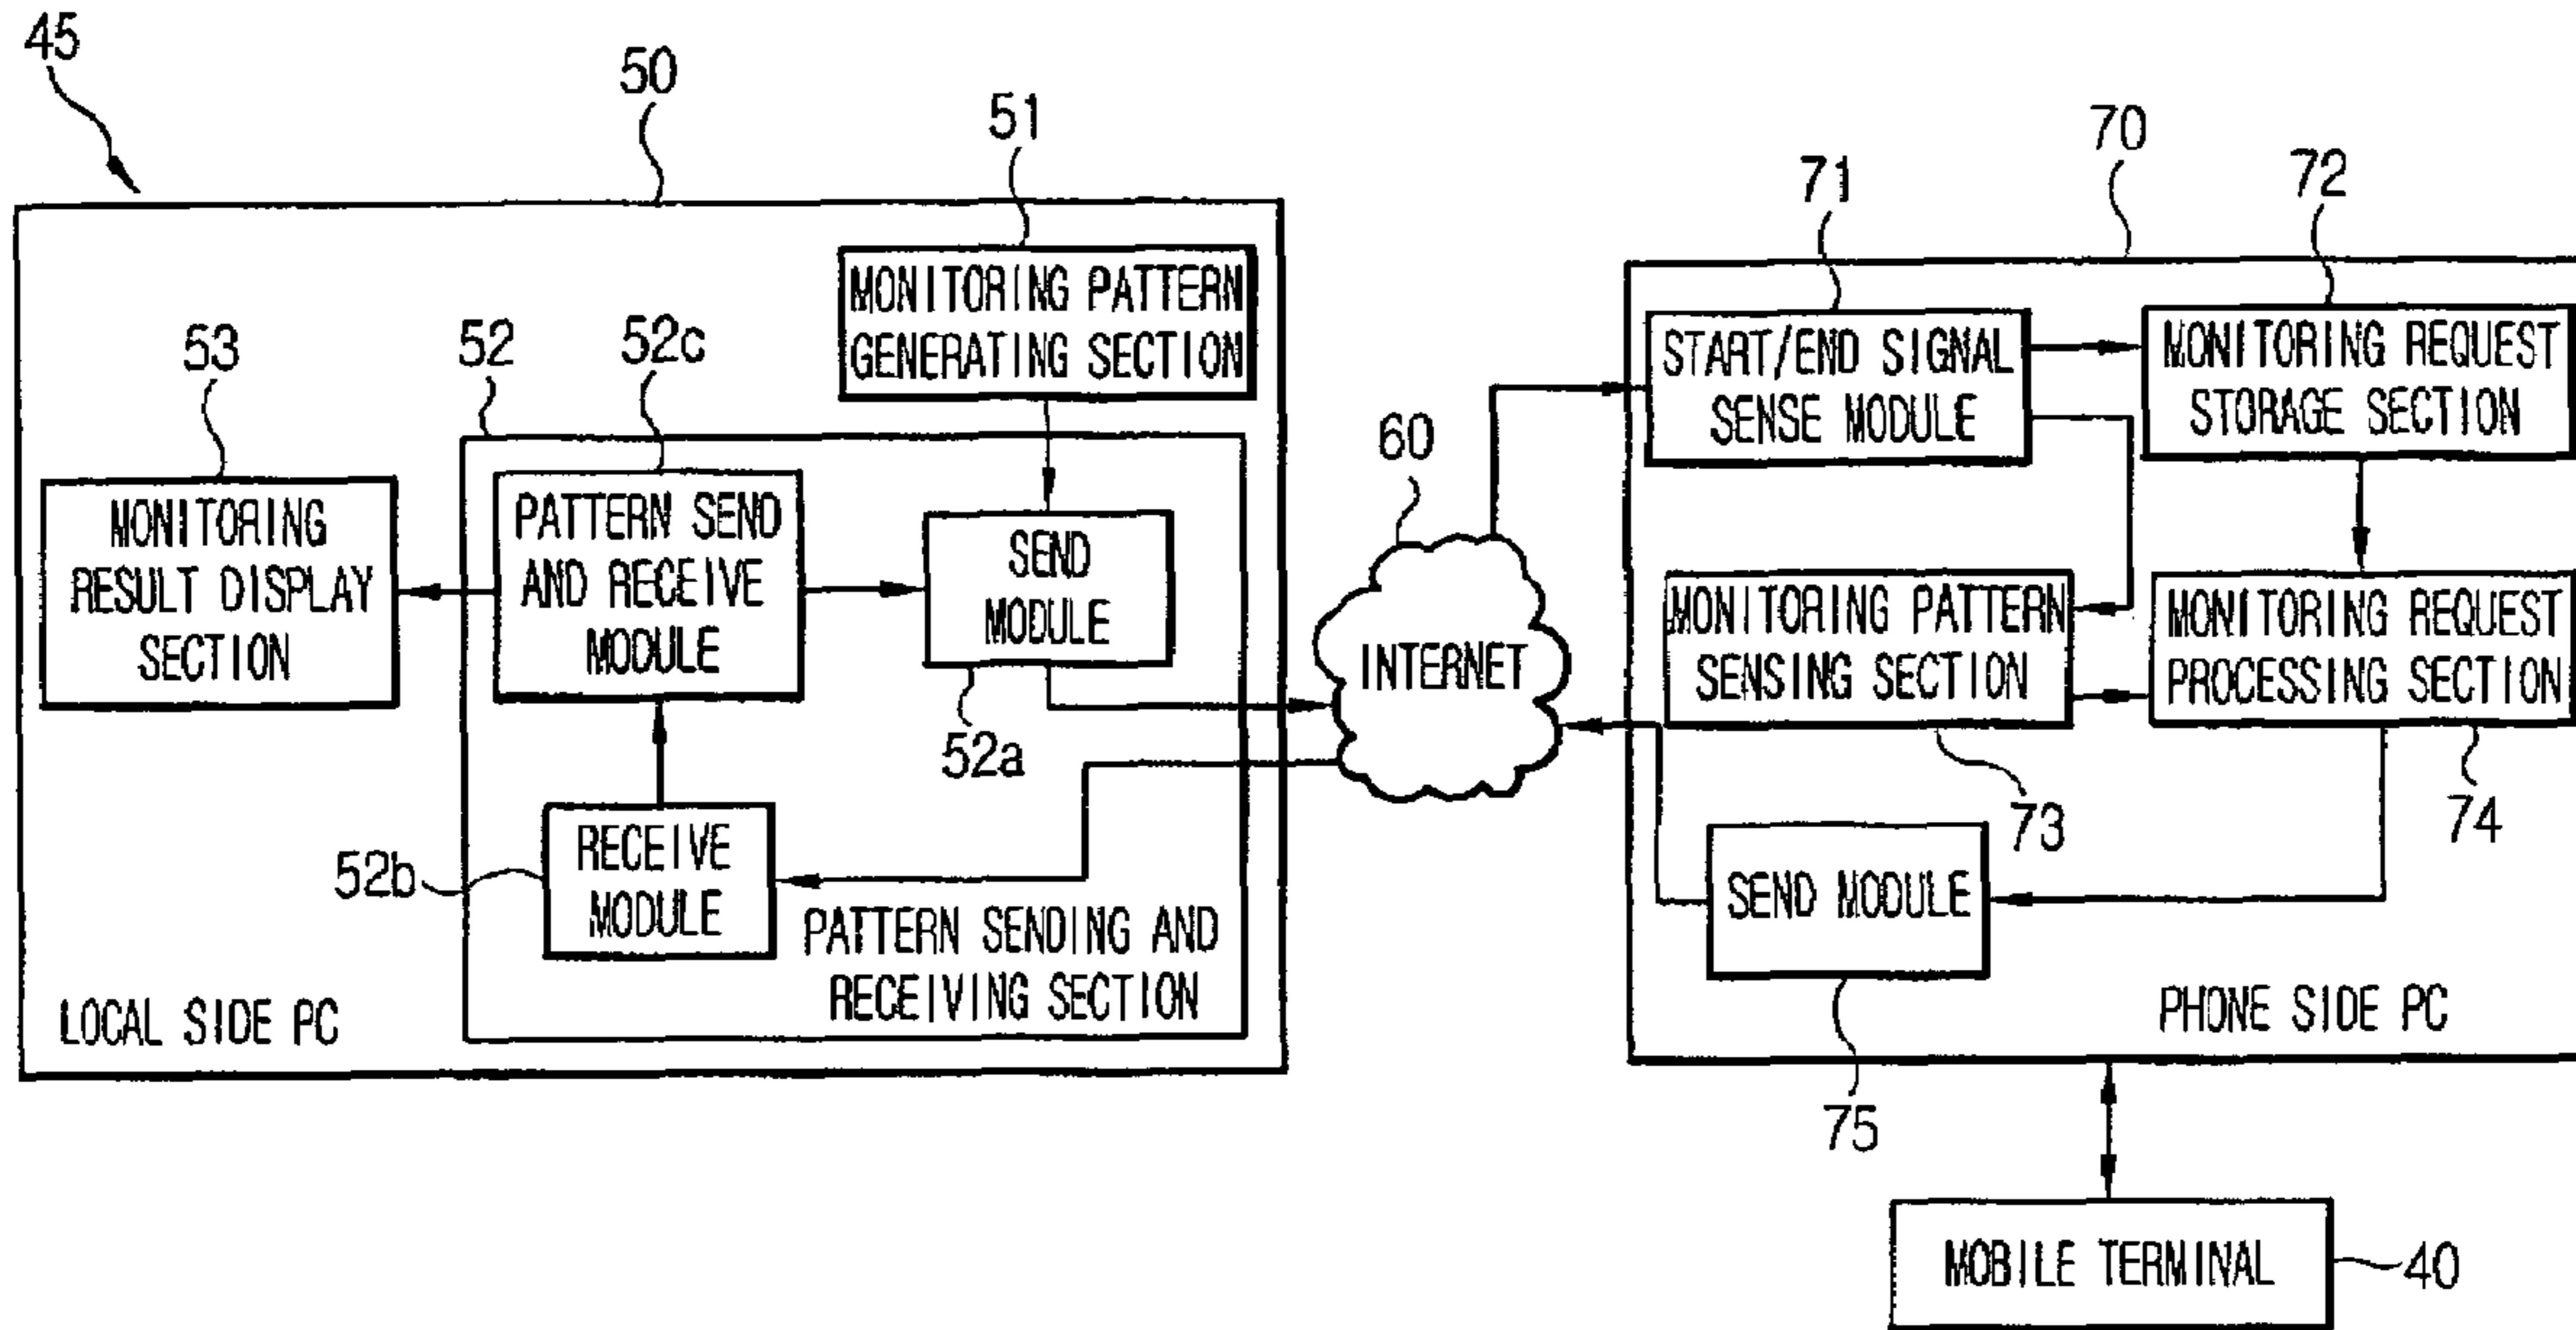 45
50
51
MONITORING PATTERN
GENERATING SECTION
53
52
52c
MONITORING
RESULT DISPLAY
SECTION
PATTERN SEND
AND RECEIVE
MODULE
SEND
MODULE
52a
52b
RECEIVE
MODULE
PATTERN SENDING AND
RECEIVING SECTION
LOCAL SIDE PC
60
INTERNET
70
71
72
START/END SIGNAL
SENSE MODULE
MONITORING REQUEST
STORAGE SECTION
MONITORING PATTERN
SENSING SECTION
MONITORING REQUEST
PROCESSING SECTION
73
74
SEND MODULE
75
PHONE SIDE PC
MOBILE TERMINAL
40